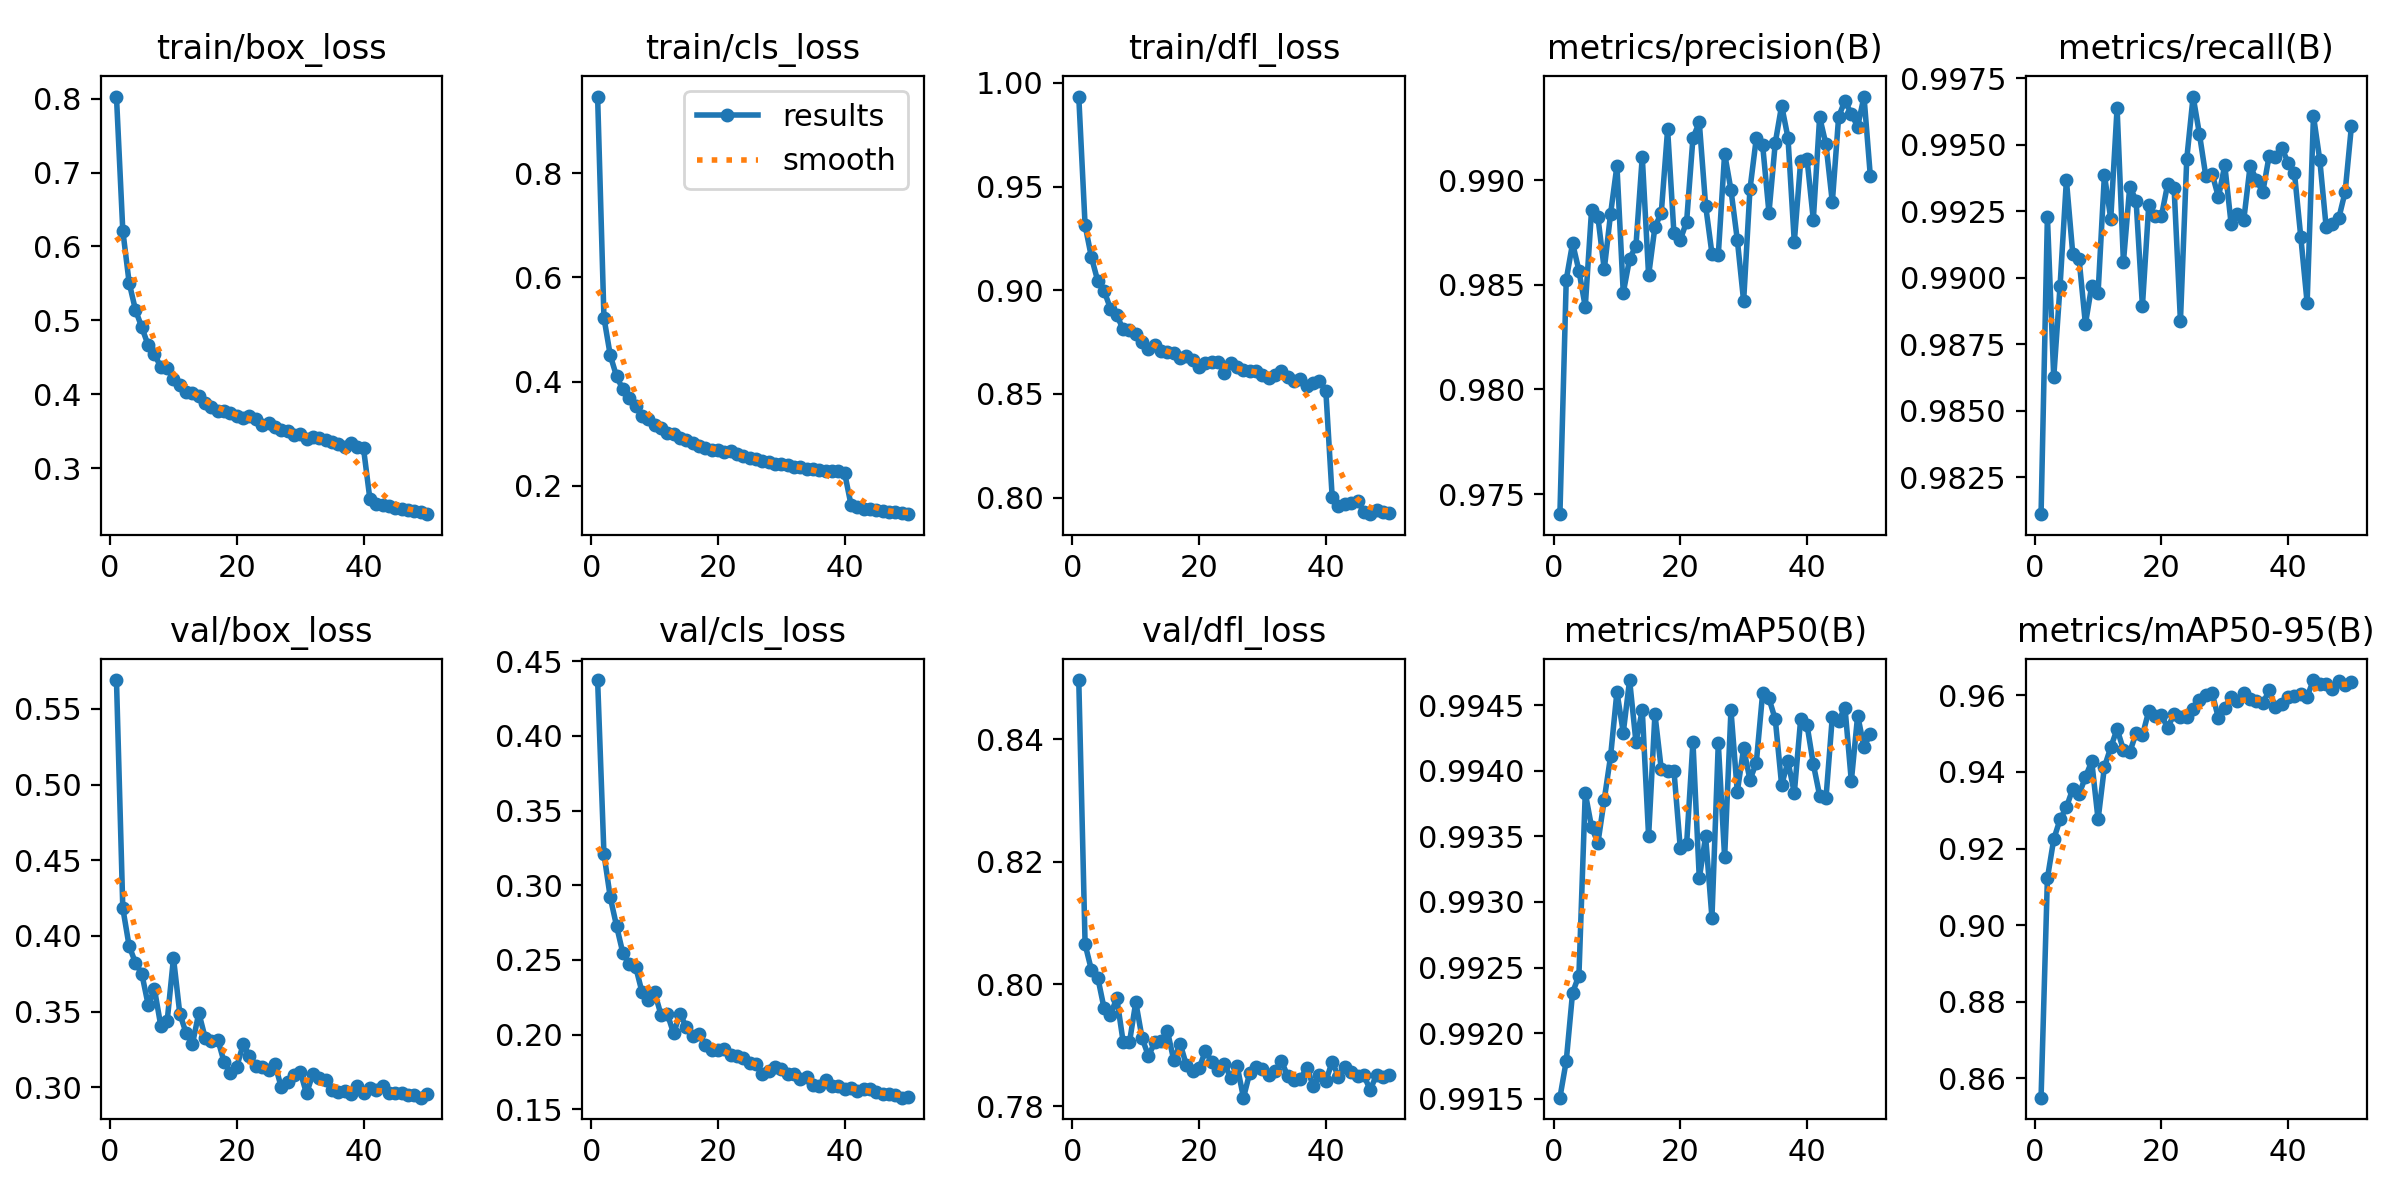 train/box_loss
0.8
0.7
0.6
0.5
0.4
0.3
0 20 40
train/cls_loss
results
smooth
0.8
0.6
0.4
0.2
0 20 40
train/dfl_loss
1.00
0.95
0.90
0.85
0.80
0 20 40
metrics/precision(B)
0.990
0.985
0.980
0.975
0 20 40
metrics/recall(B)
0.9975
0.9950
0.9925
0.9900
0.9875
0.9850
0.9825
0 20 40
val/box_loss
0.55
0.50
0.45
0.40
0.35
0.30
0 20 40
val/cls_loss
0.45
0.40
0.35
0.30
0.25
0.20
0.15
0 20 40
val/dfl_loss
0.84
0.82
0.80
0.78
0 20 40
metrics/mAP50(B)
0.9945
0.9940
0.9935
0.9930
0.9925
0.9920
0.9915
0 20 40
metrics/mAP50-95(B)
0.96
0.94
0.92
0.90
0.88
0.86
0 20 40